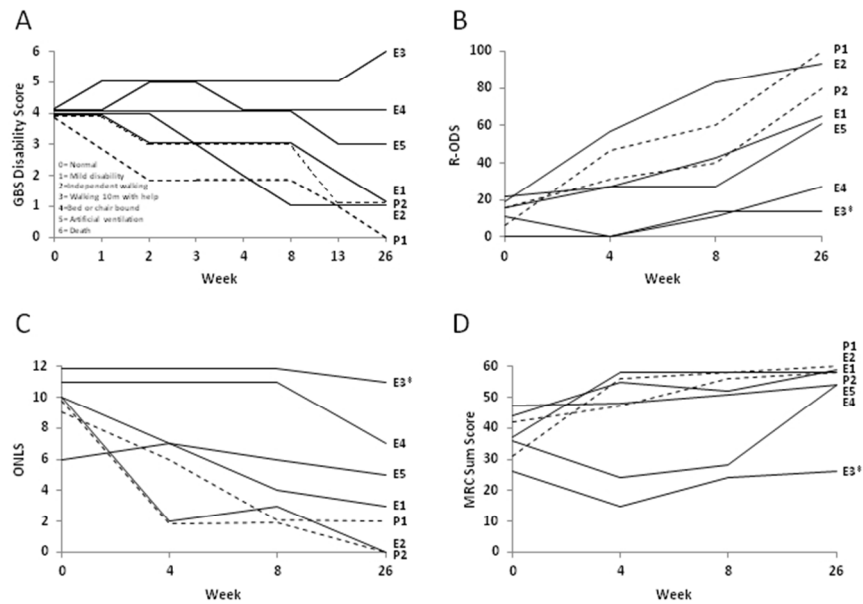 A
6
5
4
3
2
1
0
GBS Disability Score
0= Normal
1= Mild disability
2=Independent walking
3= Walking 10m with help
4=Bed or chair bound
5= Artificial ventilation
6= Death
0 1 2 3 4 8 13 26
Week
E3
E4
E5
E1
P2
E2
P1
B
100
80
60
40
20
0
R-ODS
0 4 8 26
Week
P1
E2
P2
E1
E5
E4
E3*
C
12
10
8
6
4
2
0
ONLS
0 4 8 26
Week
E3*
E4
E5
E1
P1
E2
P2
D
60
50
40
30
20
10
0
MRC Sum Score
0 4 8 26
Week
P1
E2
E1
P2
E5
E4
E3*